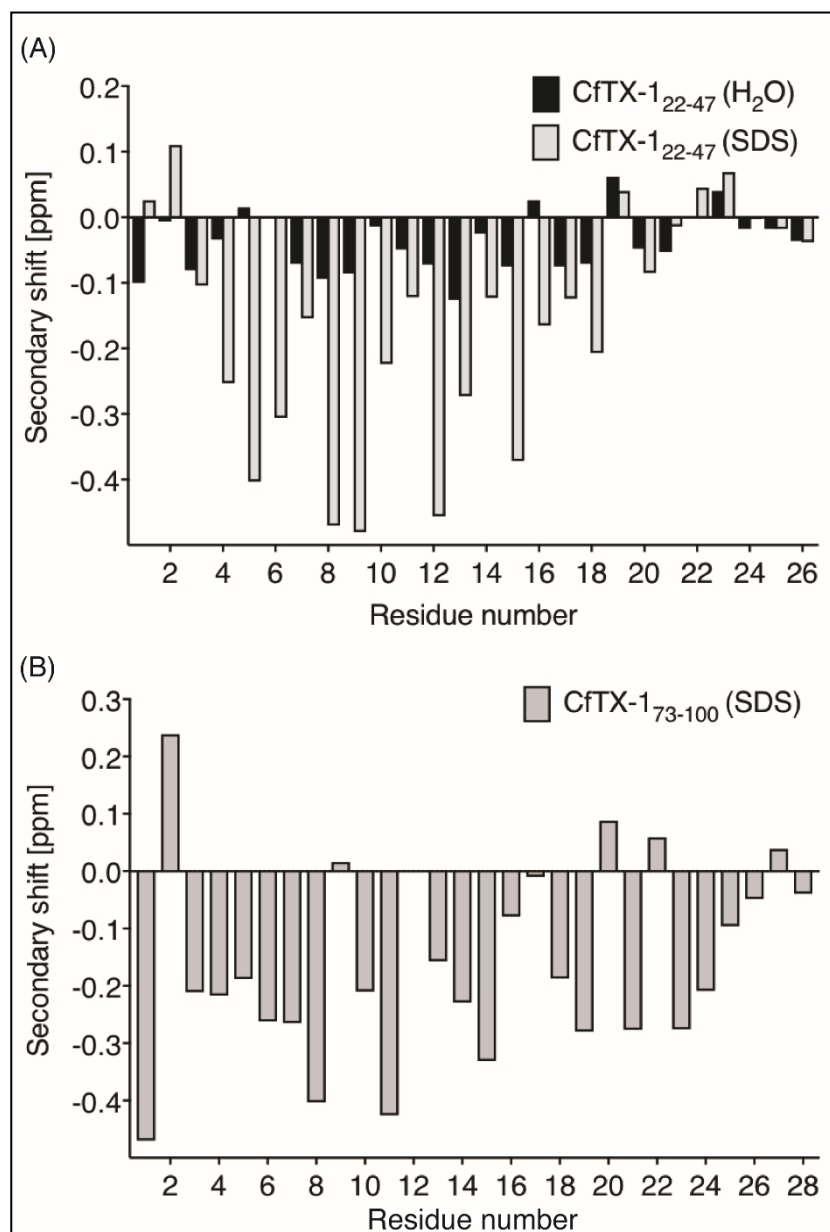 (A)
0.2
0.1
0.0
-0.1
-0.2
-0.3
-0.4
Secondary shift [ppm]
CfTX-1₂₂₋₄₇ (H₂O)
CfTX-1₂₂₋₄₇ (SDS)
2 4 6 8 10 12 14 16 18 20 22 24 26
Residue number
(B)
0.3
0.2
0.1
0.0
-0.1
-0.2
-0.3
-0.4
Secondary shift [ppm]
CfTX-1₇₃₋₁₀₀ (SDS)
2 4 6 8 10 12 14 16 18 20 22 24 26 28
Residue number